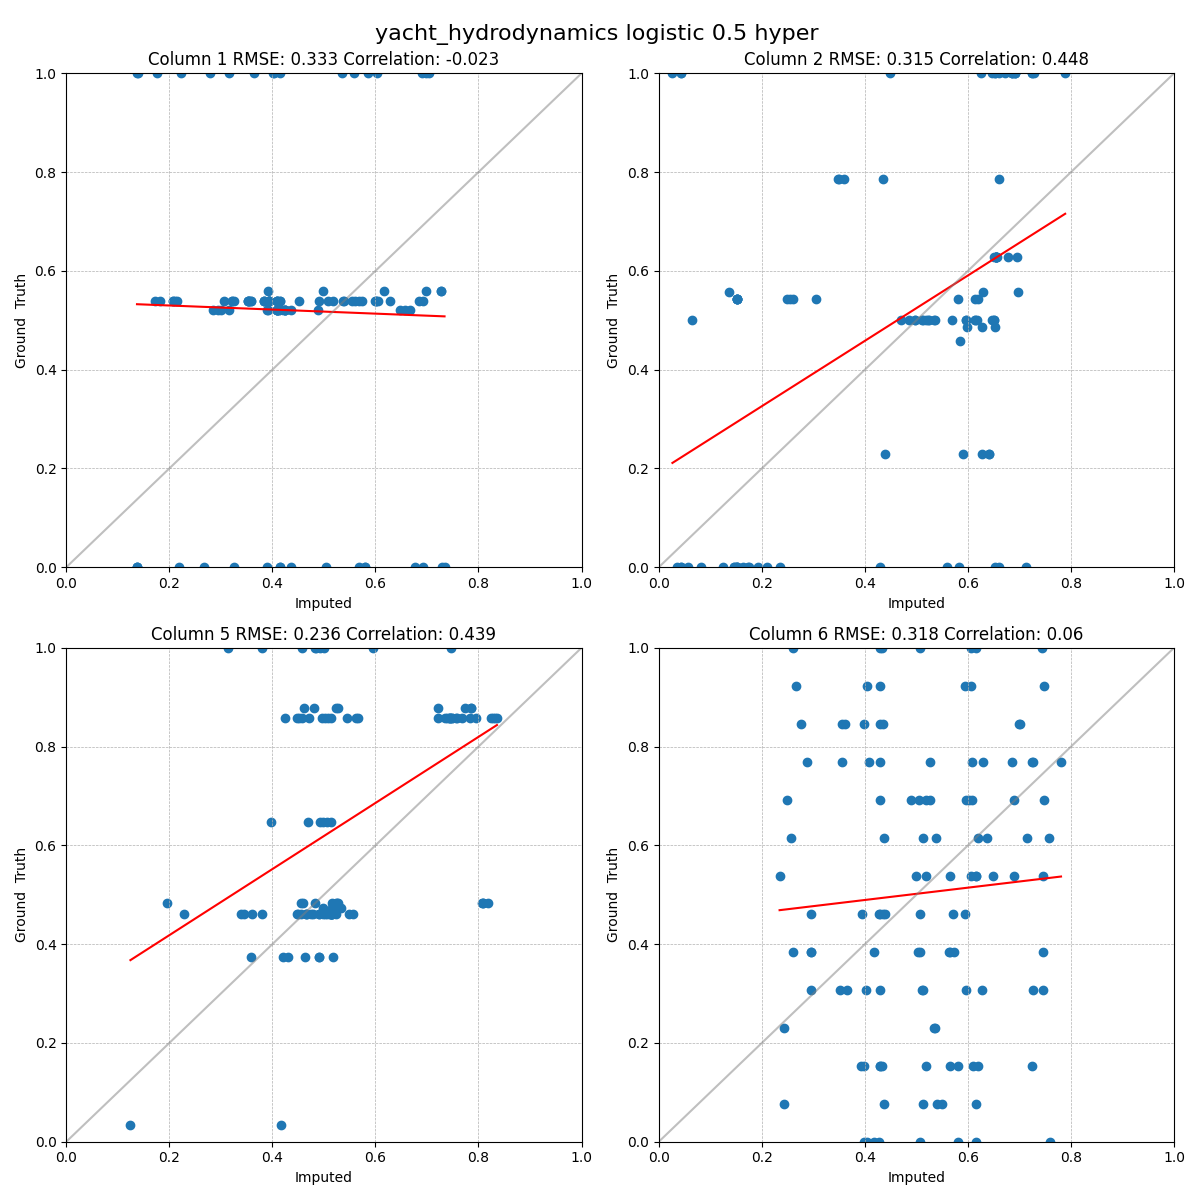 yacht_hydrodynamics logistic 0.5 hyper
Column 1 RMSE: 0.333 Correlation: -0.023
Column 2 RMSE: 0.315 Correlation: 0.448
1.0
0.8
0.6
0.4
0.2
0.0
Ground Truth
0.0 0.2 0.4 0.6 0.8 1.0
Imputed
1.0
0.8
0.6
0.4
0.2
0.0
Ground Truth
0.0 0.2 0.4 0.6 0.8 1.0
Imputed
Column 5 RMSE: 0.236 Correlation: 0.439
Column 6 RMSE: 0.318 Correlation: 0.06
1.0
0.8
0.6
0.4
0.2
0.0
Ground Truth
0.0 0.2 0.4 0.6 0.8 1.0
Imputed
1.0
0.8
0.6
0.4
0.2
0.0
Ground Truth
0.0 0.2 0.4 0.6 0.8 1.0
Imputed